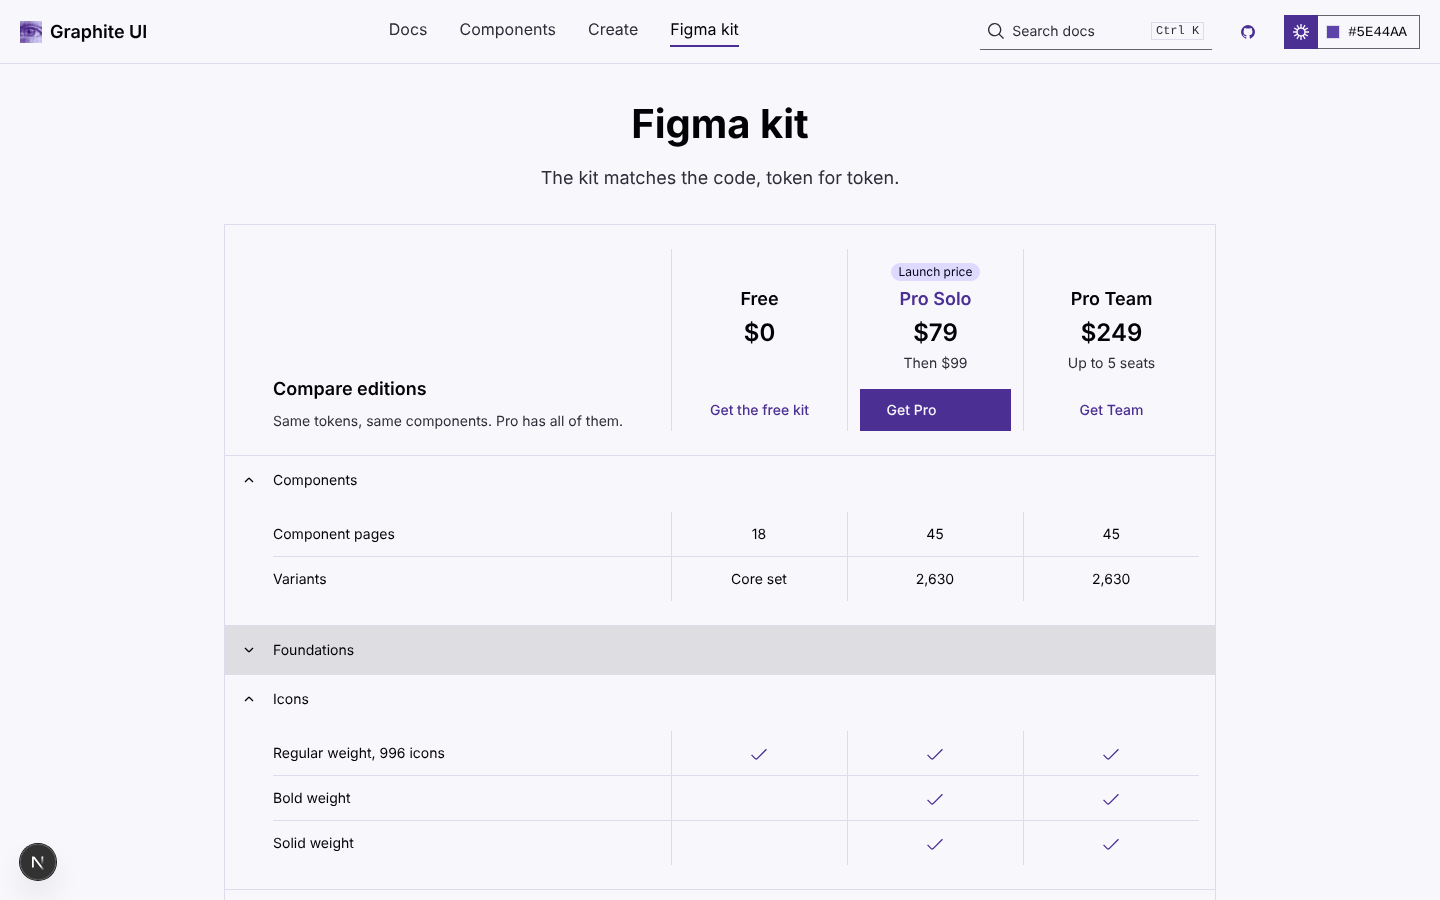 Graphite UI
Docs
Components
Create
Figma kit
Search docs
Ctrl K
#5E44AA
Figma kit
The kit matches the code, token for token.
Launch price
Free
Pro Solo
Pro Team
$0
$79
$249
Then $99
Up to 5 seats
Compare editions
Same tokens, same components. Pro has all of them.
Get the free kit
Get Pro
Get Team
Components
Component pages
18
45
45
Variants
Core set
2,630
2,630
Foundations
Icons
Regular weight, 996 icons
Bold weight
Solid weight
N